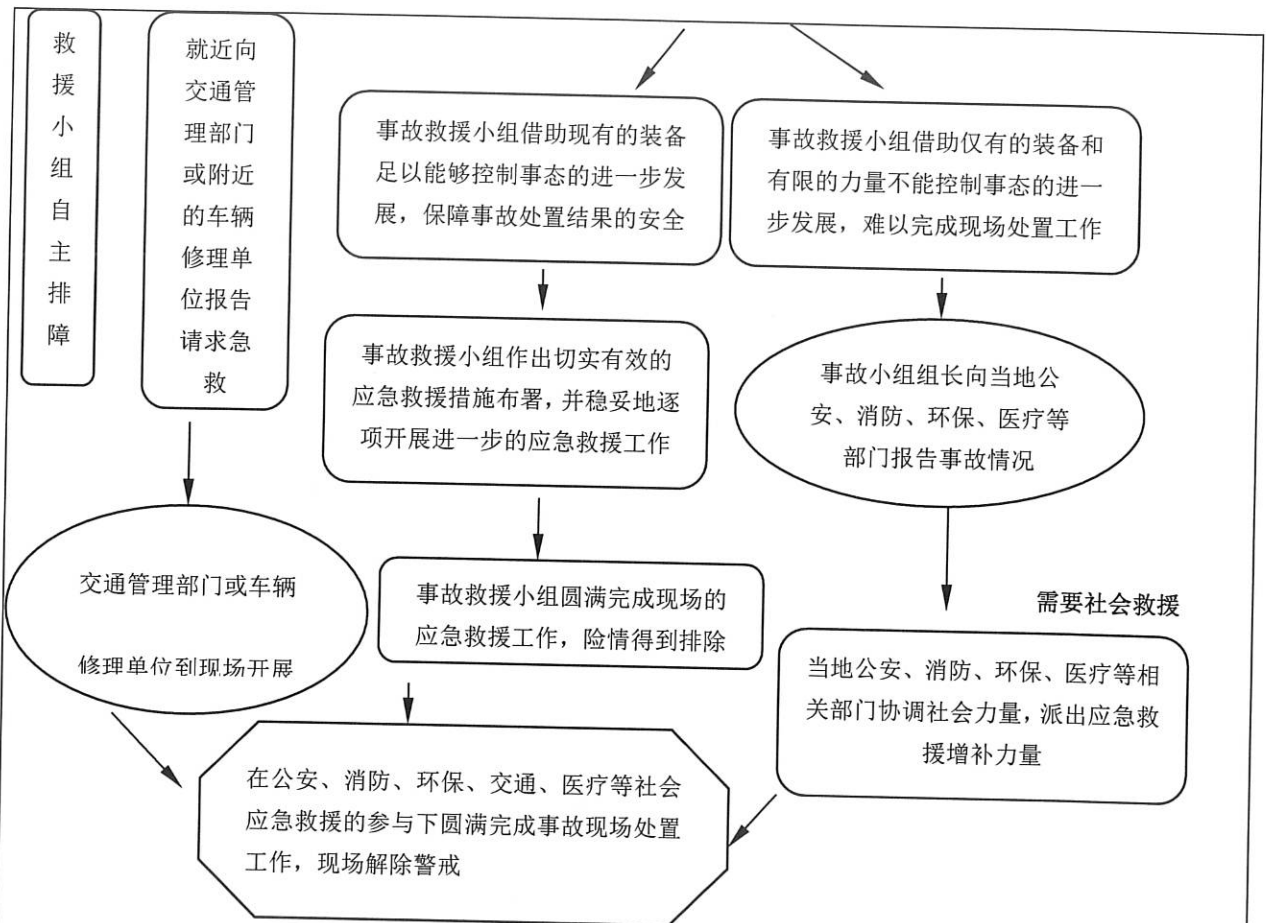 救
援
小
组
自
主
排
障
就近向
交通管
理部门
或附近
的车辆
修理单
位报告
请求急
救
事故救援小组借助现有的装备
足以能够控制事态的进一步发
展，保障事故处置结果的安全
事故救援小组借助仅有的装备和
有限的力量不能控制事态的进一
步发展，难以完成现场处置工作
事故救援小组作出切实有效的
应急救援措施布署，并稳妥地逐
项开展进一步的应急救援工作
事故小组组长向当地公
安、消防、环保、医疗等
部门报告事故情况
交通管理部门或车辆
修理单位到现场开展
事故救援小组圆满完成现场的
应急救援工作，险情得到排除
需要社会救援
当地公安、消防、环保、医疗等相
关部门协调社会力量，派出应急救
援增补力量
在公安、消防、环保、交通、医疗等社会
应急救援的参与下圆满完成事故现场处置
工作，现场解除警戒